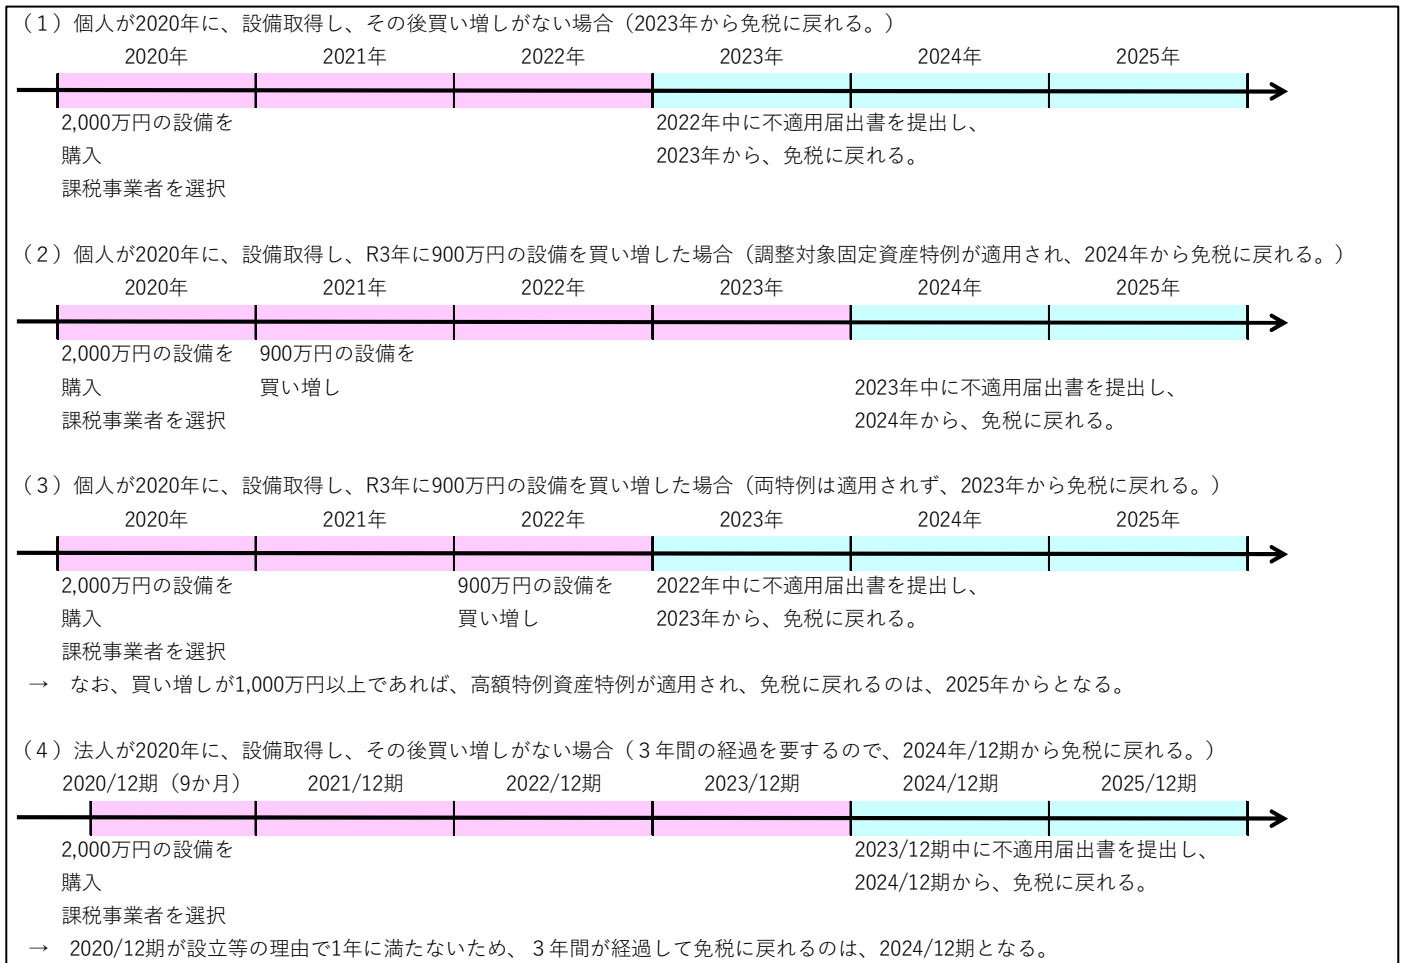 （1）個人が2020年に、設備取得し、その後買い増しがない場合（2023年から免税に戻れる。）
2020年 2021年 2022年 2023年 2024年 2025年
2,000万円の設備を 2022年中に不適用届出書を提出し、
購入 2023年から、免税に戻れる。
課税事業者を選択
（2）個人が2020年に、設備取得し、R3年に900万円の設備を買い増した場合（調整対象固定資産特例が適用され、2024年から免税に戻れる。）
2020年 2021年 2022年 2023年 2024年 2025年
2,000万円の設備を 900万円の設備を
購入 買い増し 2023年中に不適用届出書を提出し、
課税事業者を選択 2024年から、免税に戻れる。
（3）個人が2020年に、設備取得し、R3年に900万円の設備を買い増した場合（両特例は適用されず、2023年から免税に戻れる。）
2020年 2021年 2022年 2023年 2024年 2025年
2,000万円の設備を 900万円の設備を 2022年中に不適用届出書を提出し、
購入 買い増し 2023年から、免税に戻れる。
課税事業者を選択
→ なお、買い増しが1,000万円以上であれば、高額特例資産特例が適用され、免税に戻れるのは、2025年からとなる。
（4）法人が2020年に、設備取得し、その後買い増しがない場合（３年間の経過を要するので、2024年/12期から免税に戻れる。）
2020/12期（9か月） 2021/12期 2022/12期 2023/12期 2024/12期 2025/12期
2,000万円の設備を 2023/12期中に不適用届出書を提出し、
購入 2024/12期から、免税に戻れる。
課税事業者を選択
→ 2020/12期が設立等の理由で1年に満たないため、３年間が経過して免税に戻れるのは、2024/12期となる。